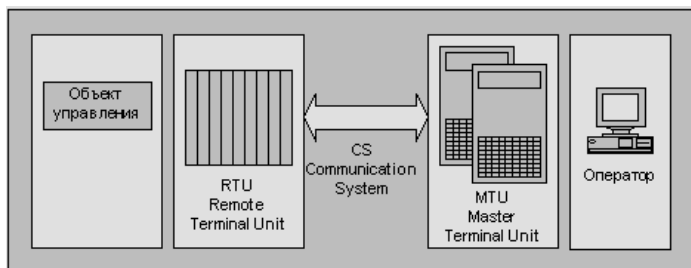 Объект
управления
RTU
Remote
Terminal Unit
CS
Communication
System
MTU
Master
Terminal Unit
Оператор